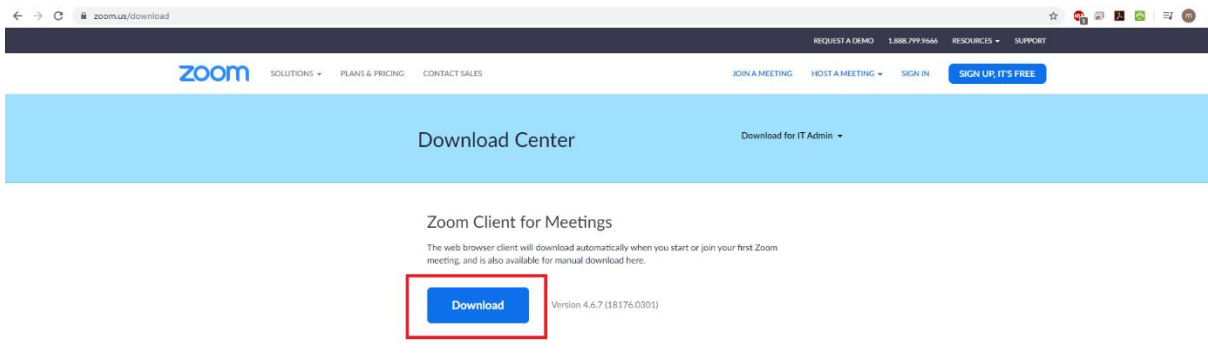 zoom.us/download
REQUEST A DEMO 1.888.799.9666 RESOURCES SUPPORT
zoom SOLUTIONS PLANS & PRICING CONTACT SALES JOIN A MEETING HOST A MEETING SIGN IN SIGN UP, IT'S FREE
Download Center Download for IT Admin
Zoom Client for Meetings
The web browser client will download automatically when you start or join your first Zoom
meeting, and is also available for manual download here.
Download Version 4.6.7 (18176.0301)